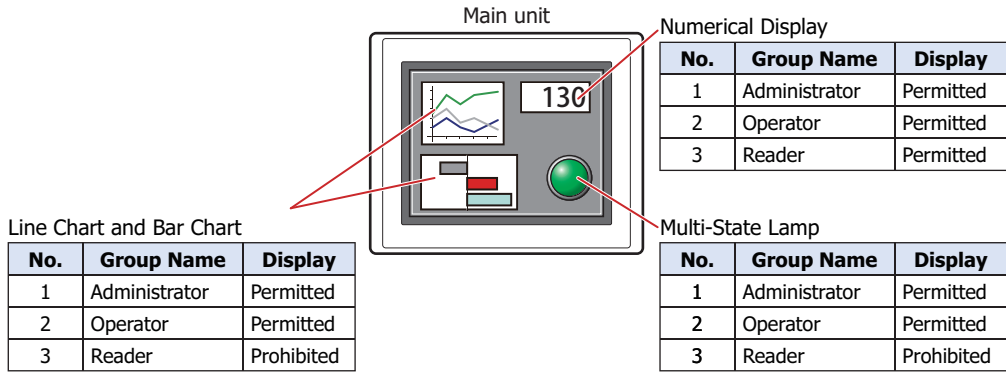 Main unit
130
Numerical Display
No. Group Name Display
1 Administrator Permitted
2 Operator Permitted
3 Reader Permitted
Line Chart and Bar Chart
No. Group Name Display
1 Administrator Permitted
2 Operator Permitted
3 Reader Prohibited
Multi-State Lamp
No. Group Name Display
1 Administrator Permitted
2 Operator Permitted
3 Reader Prohibited